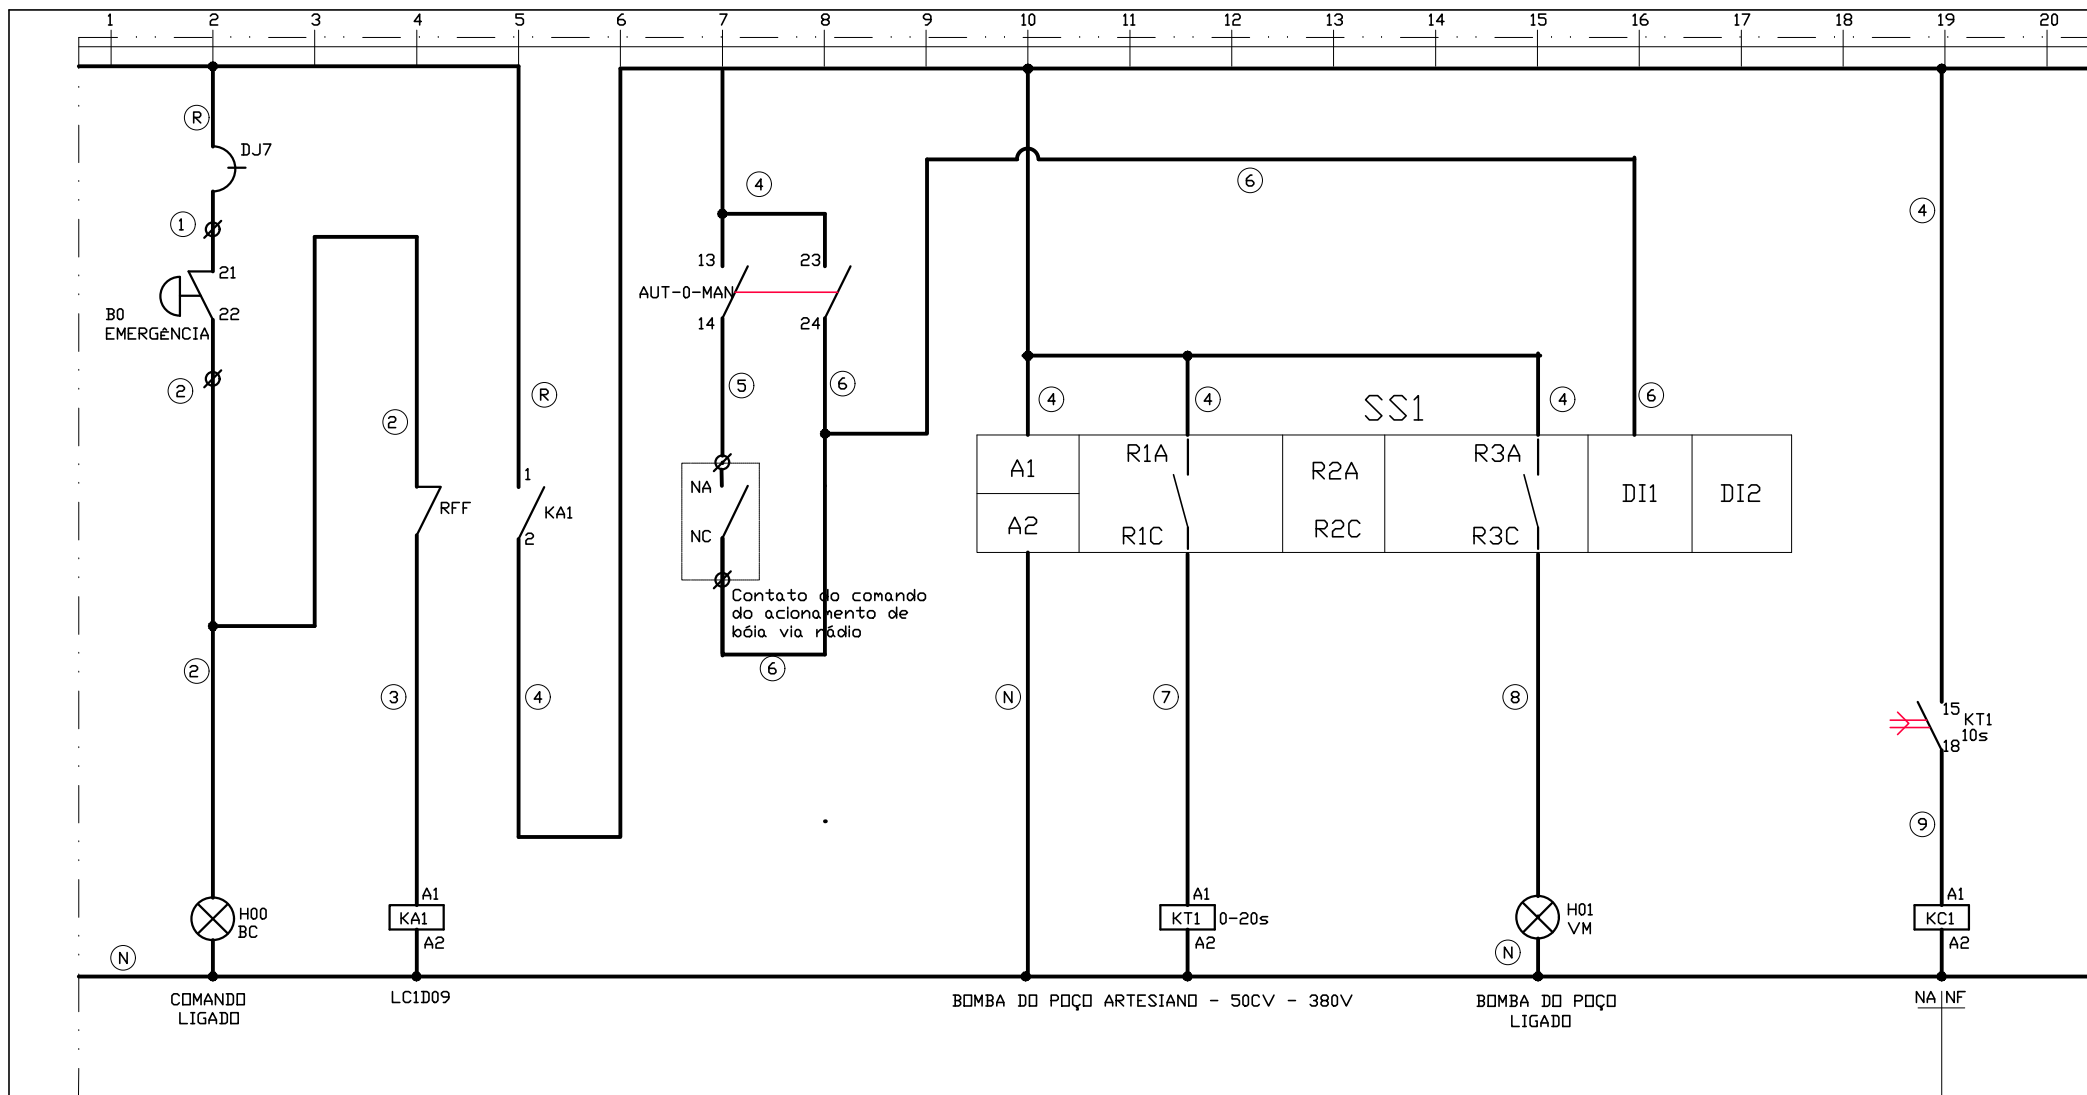 1 2 3 4 5 6 7 8 9 10 11 12 13 14 15 16 17 18 19 20
R
DJ7
4
6
4
1
21
22
B0
EMERGêNCIA
13
23
AUT-0-MAN
14
24
2
2
R
5
6
4
4
SS1
4
6
1
KA1
2
RFF
NA
NC
Contato do comando
do acionamento de
bóia via rádio
6
A1
A2
R1A
R1C
R2A
R2C
R3A
R3C
DI1
DI2
2
3
4
N
7
8
15
KT1
10s
18
9
H00
BC
A1
KA1
A2
A1
KT1
0-20s
A2
H01
VM
N
A1
KC1
A2
N
COMANDO
LIGADO
LC1D09
BOMBA DO POÇO ARTESIANO - 50CV - 380V
BOMBA DO POÇO
LIGADO
NA NF